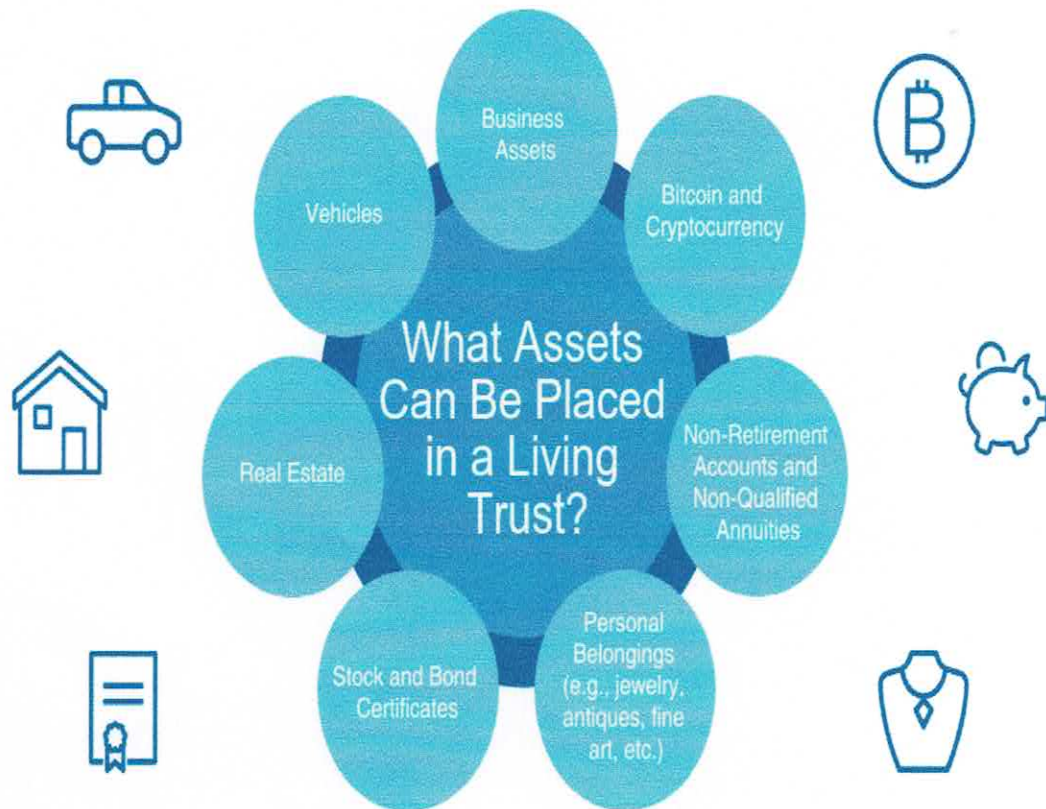 Business
Assets
Bitcoin and
Cryptocurrency
Vehicles
What Assets
Can Be Placed
in a Living
Trust?
Non-Retirement
Accounts and
Non-Qualified
Annuities
Real Estate
Personal
Belongings
(e.g., jewelry,
antiques, fine
art, etc.)
Stock and Bond
Certificates